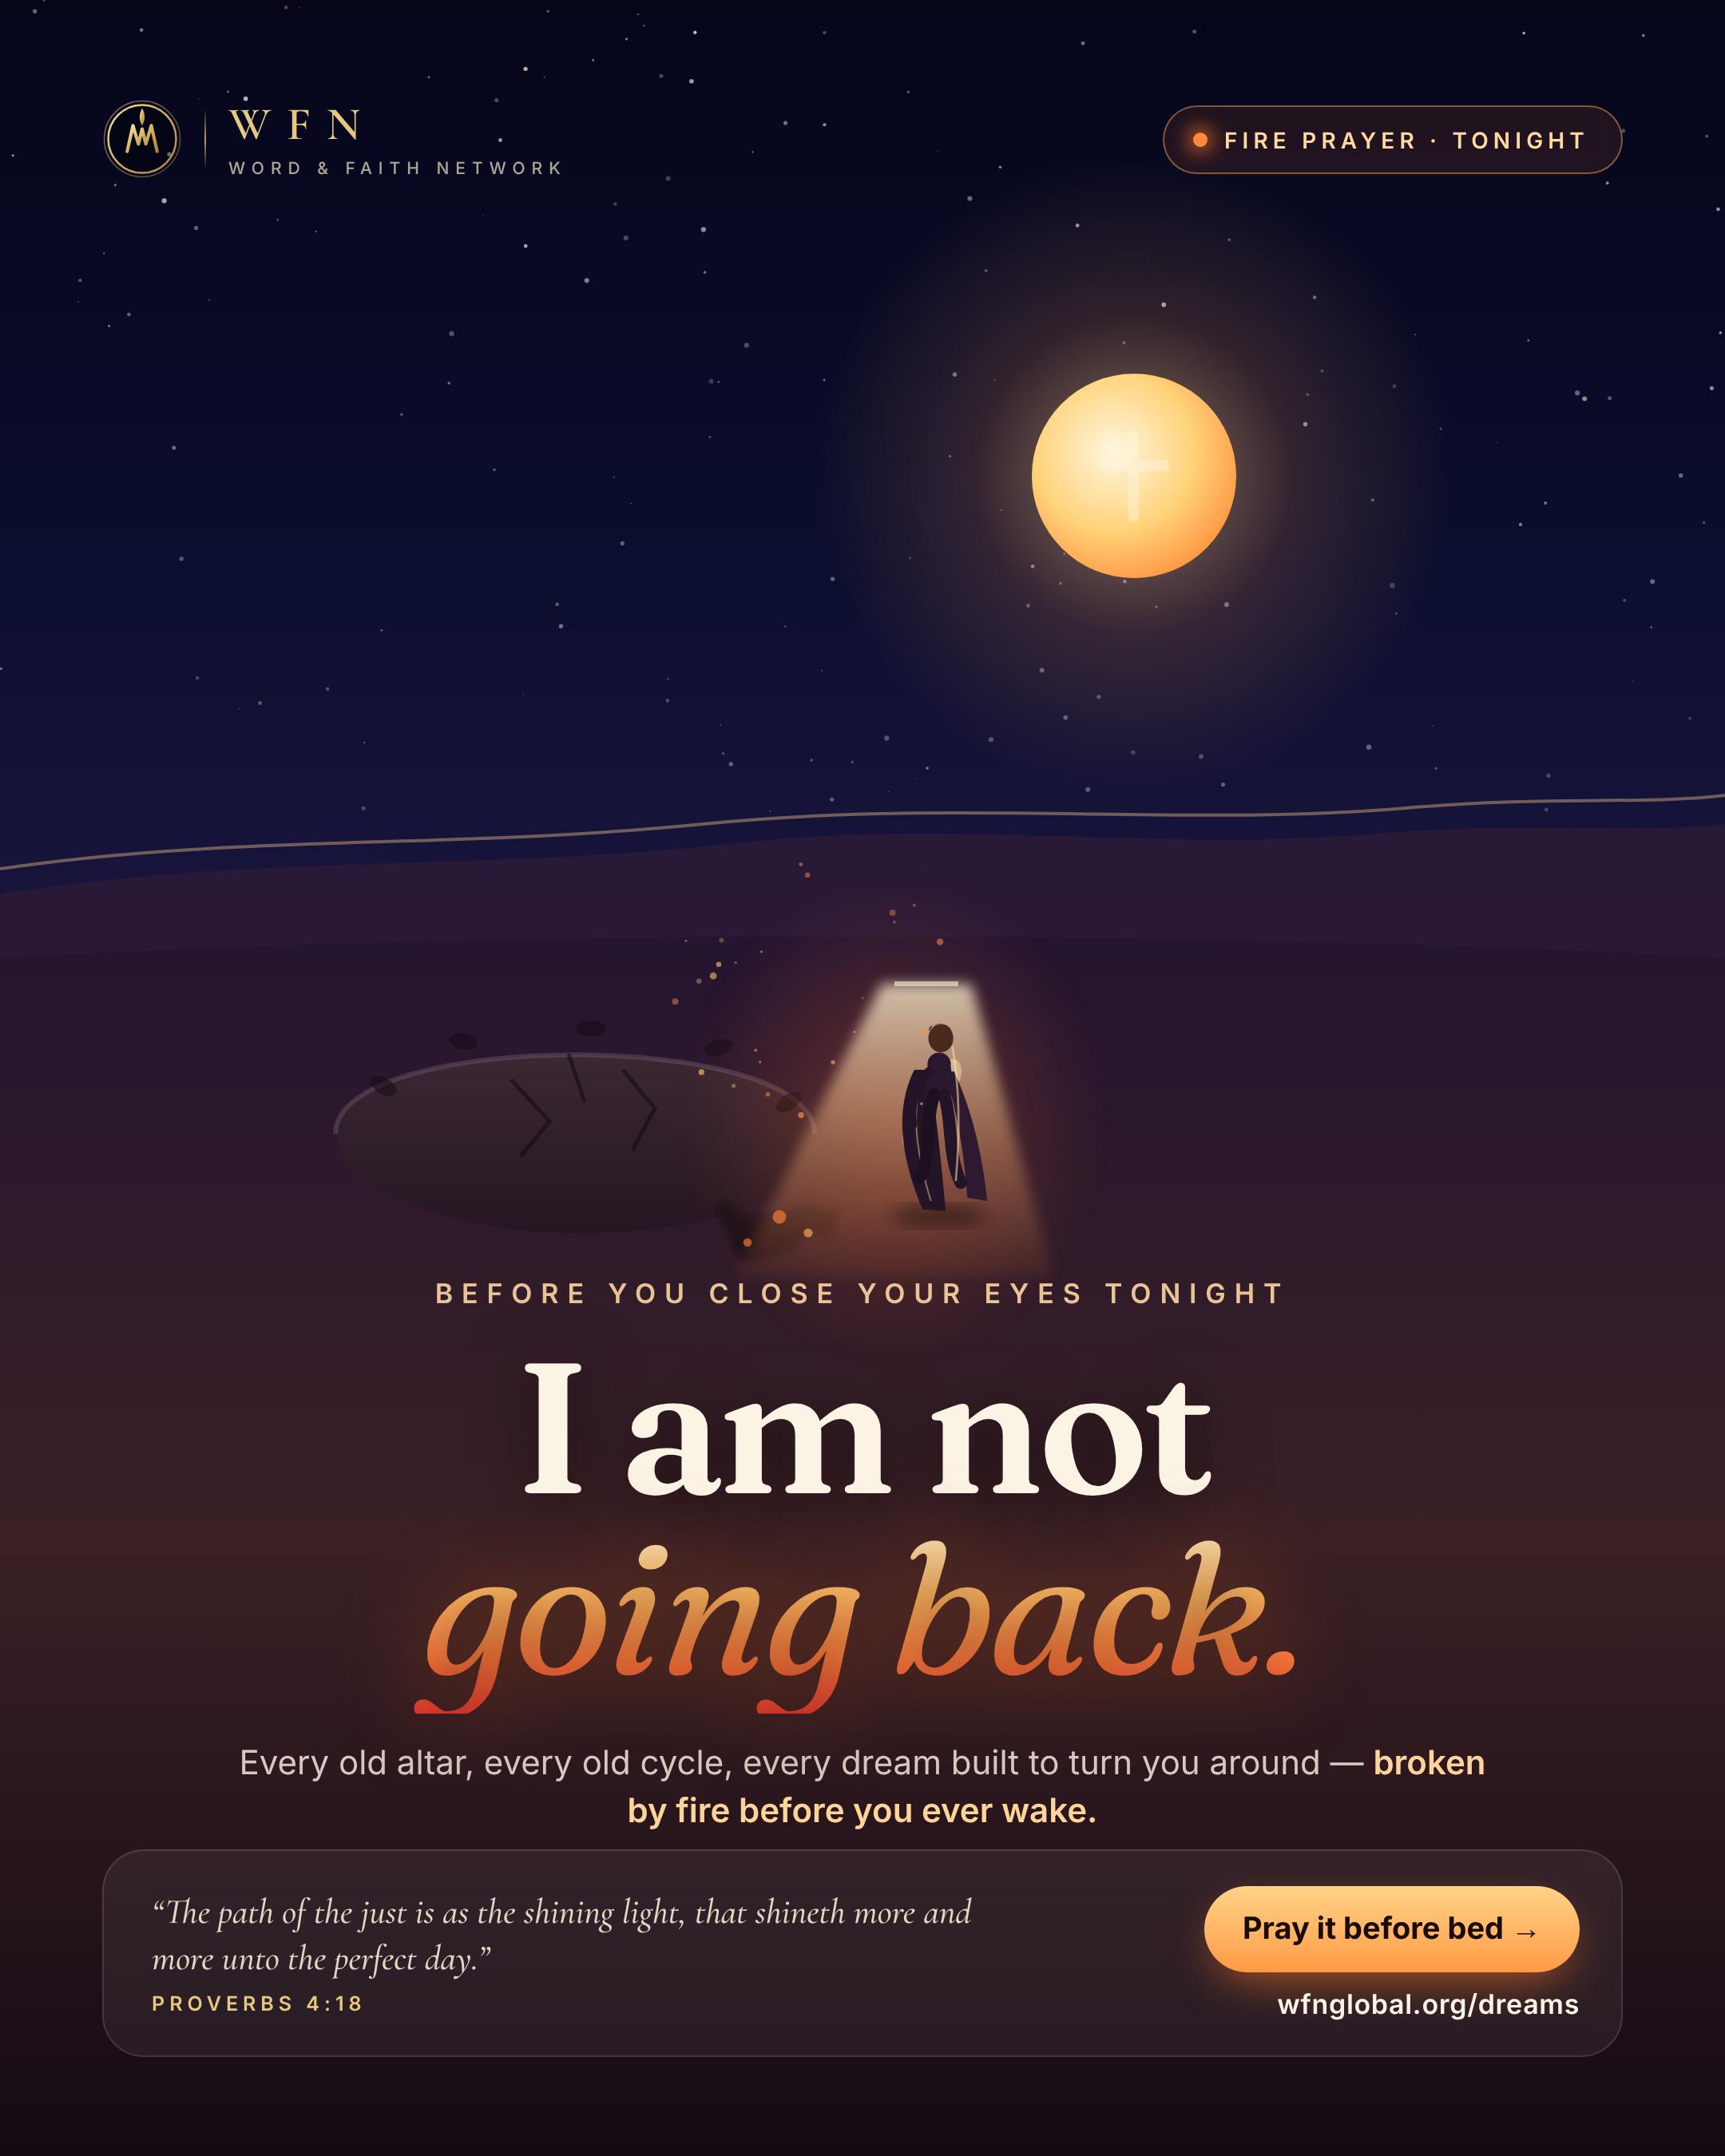 WFN
WORD & FAITH NETWORK
FIRE PRAYER · TONIGHT
BEFORE YOU CLOSE YOUR EYES TONIGHT
I am not
going back.
Every old altar, every old cycle, every dream built to turn you around — broken
by fire before you ever wake.
“The path of the just is as the shining light, that shineth more and
more unto the perfect day.”
PROVERBS 4:18
Pray it before bed →
wfnglobal.org/dreams